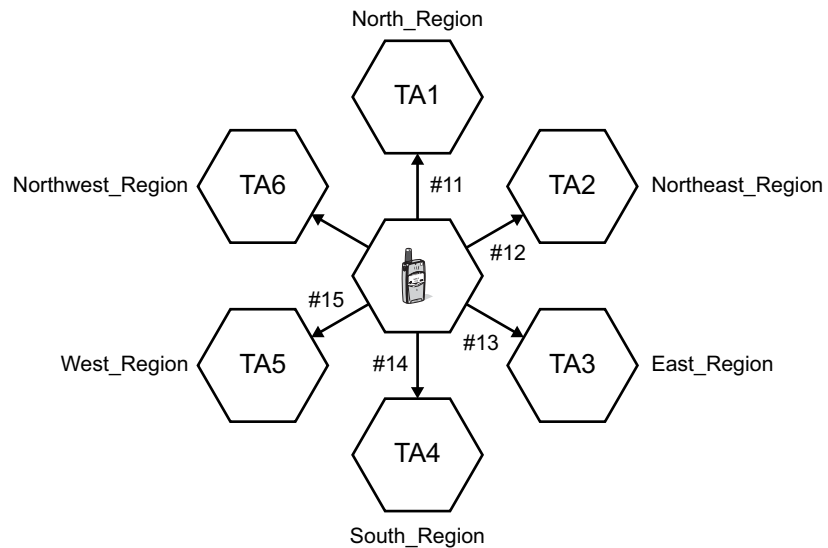 North_Region
TA1
Northwest_Region
TA6
#11
TA2
Northeast_Region
#12
#15
#13
West_Region
TA5
#14
TA3
East_Region
TA4
South_Region